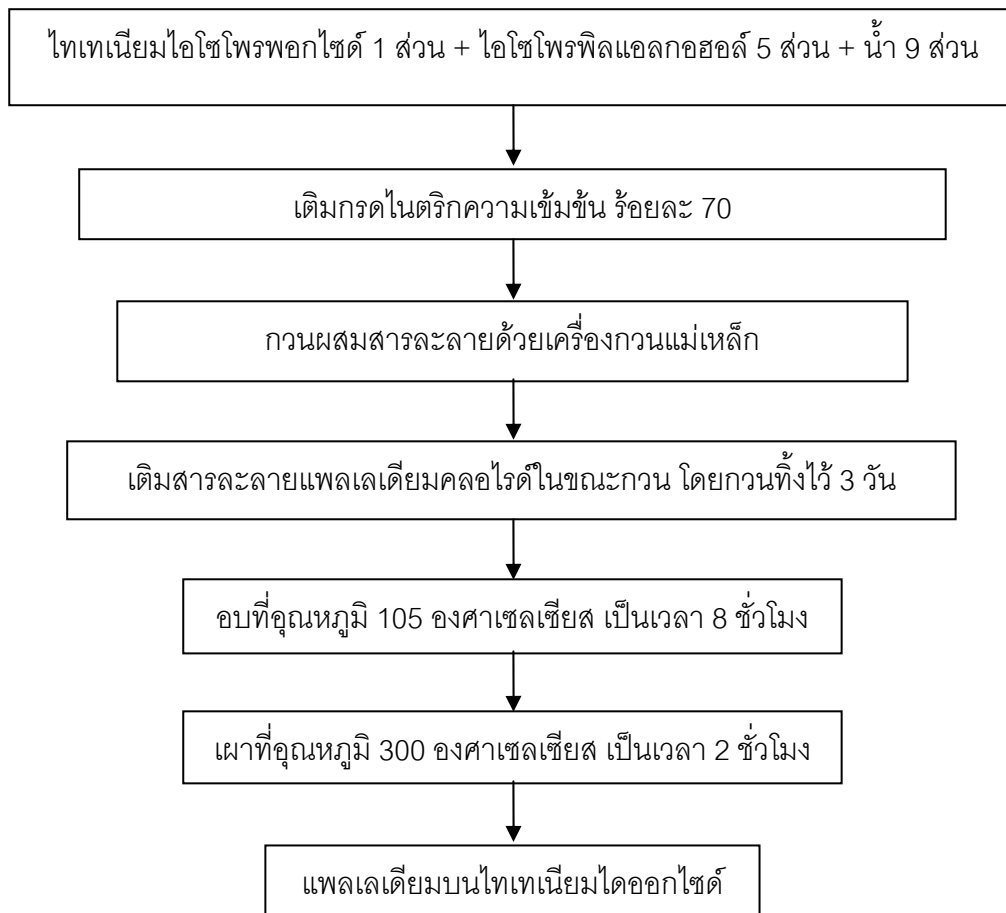 ไทเทเนียมไอโซโพรพอกไซด์ 1 ส่วน + ไอโซโพรพิลแอลกอฮอล์ 5 ส่วน + น้ำ 9 ส่วน
เติมกรดไนตริกความเข้มข้น ร้อยละ 70
กวนผสมสารละลายด้วยเครื่องกวนแม่เหล็ก
เติมสารละลายแพลเลเดียมคลอไรด์ในขณะกวน โดยกวนทิ้งไว้ 3 วัน
อบที่อุณหภูมิ 105 องศาเซลเซียส เป็นเวลา 8 ชั่วโมง
เผาที่อุณหภูมิ 300 องศาเซลเซียส เป็นเวลา 2 ชั่วโมง
แพลเลเดียมบนไทเทเนียมไดออกไซด์